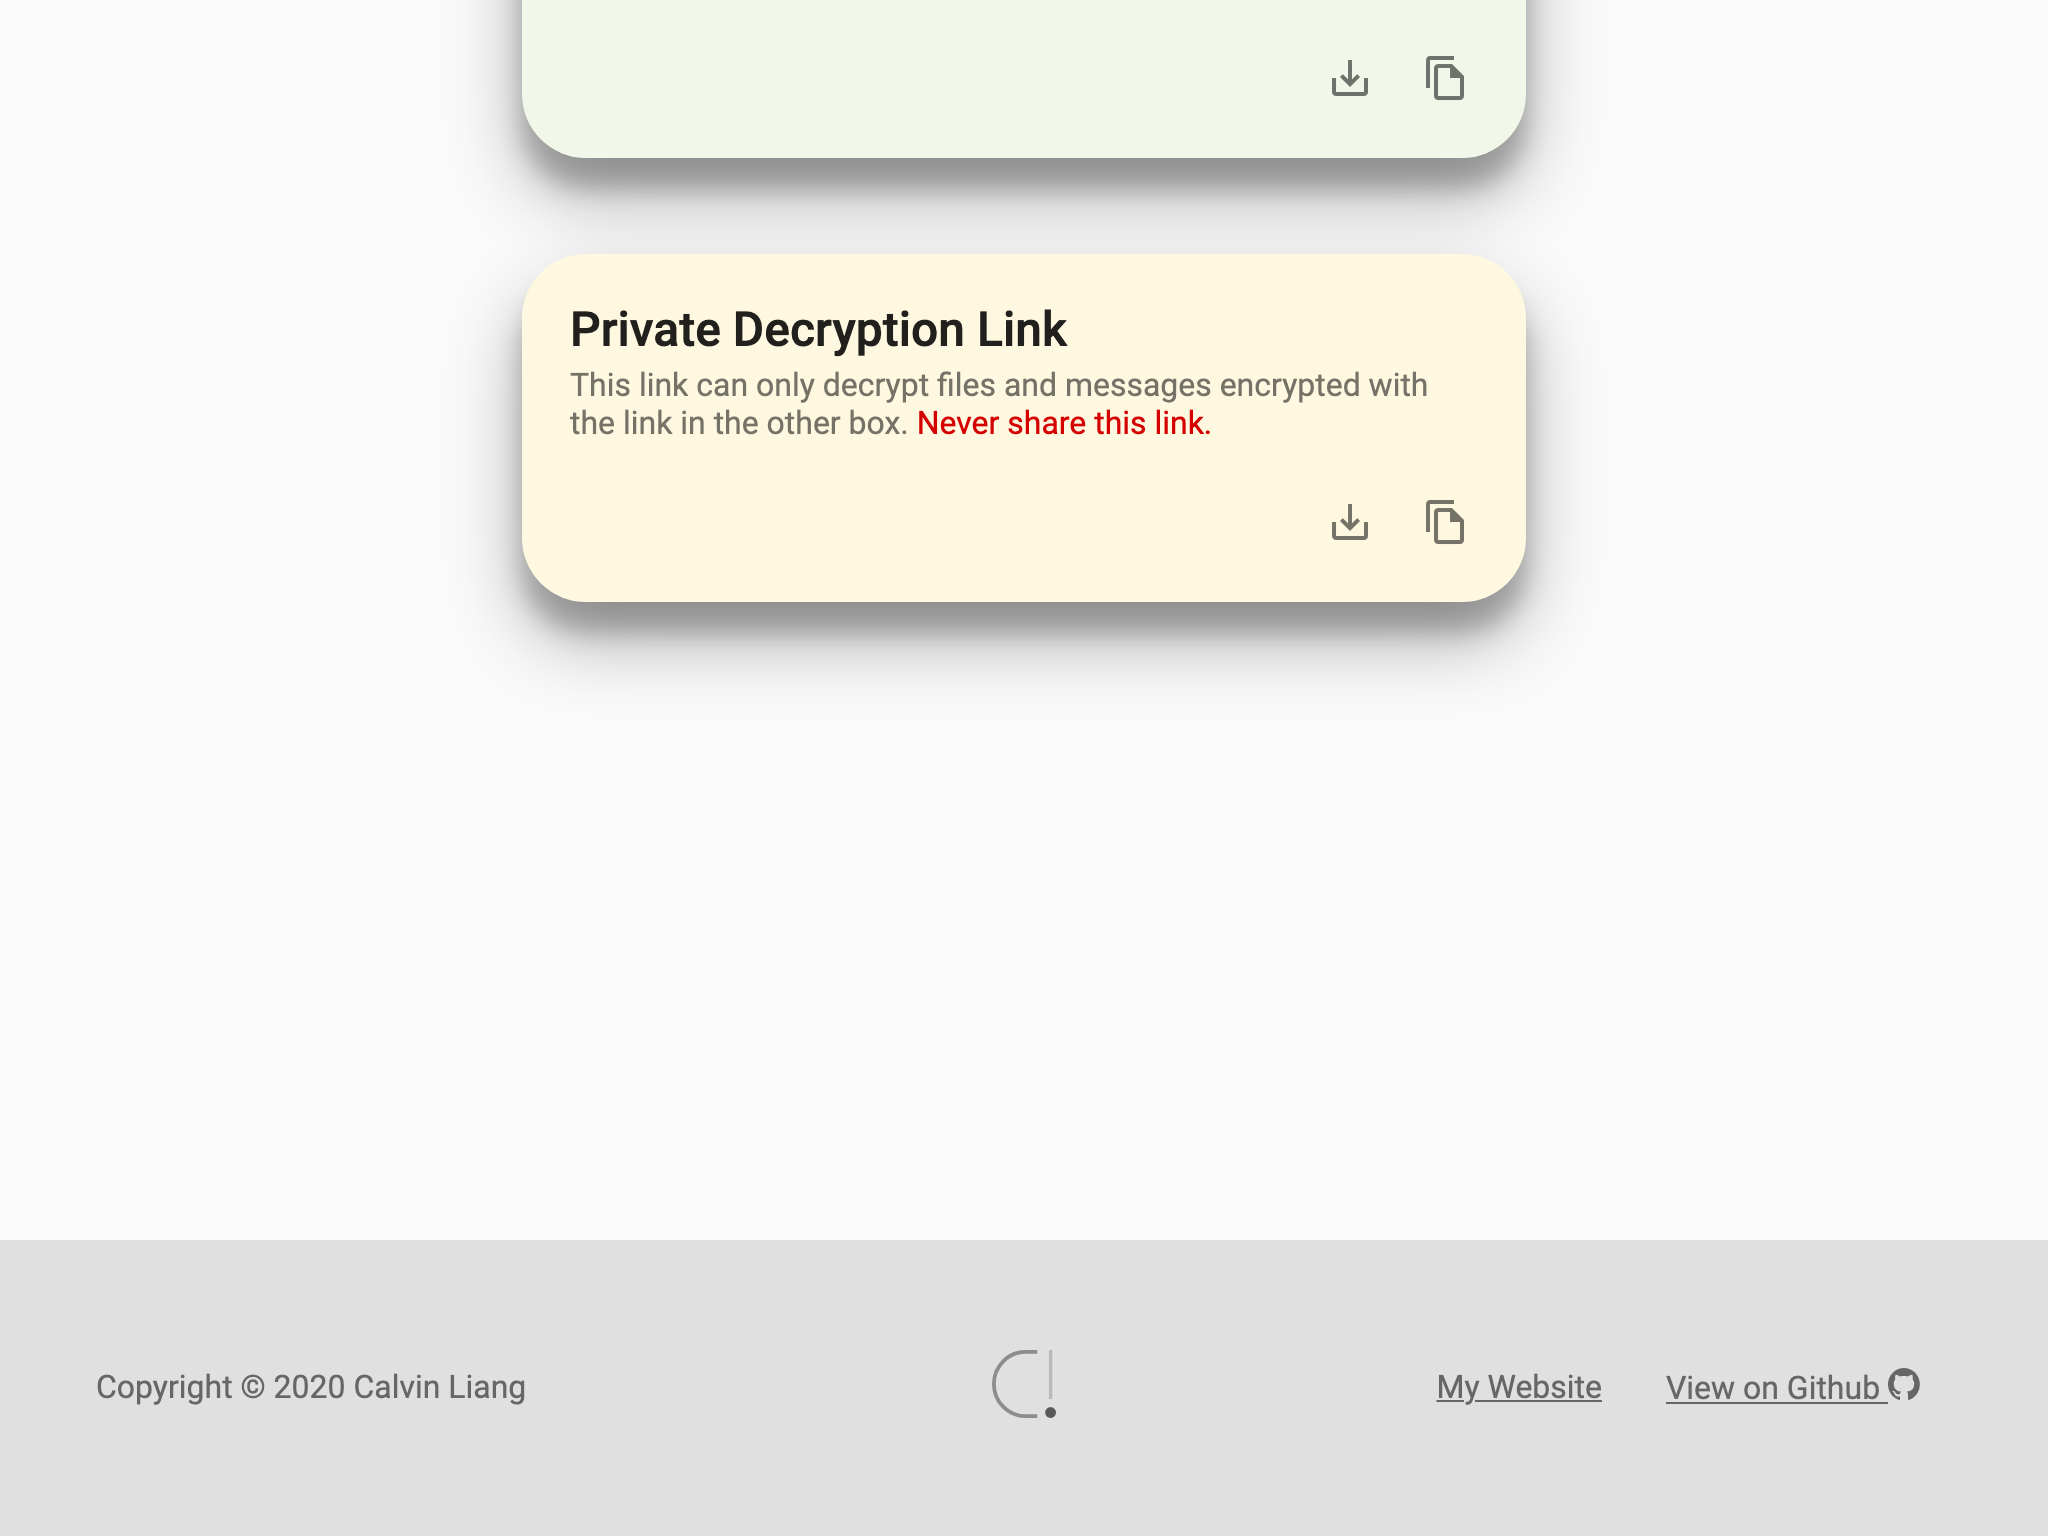 Private Decryption Link
This link can only decrypt files and messages encrypted with
the link in the other box. Never share this link.
Copyright © 2020 Calvin Liang
My Website
View on Github